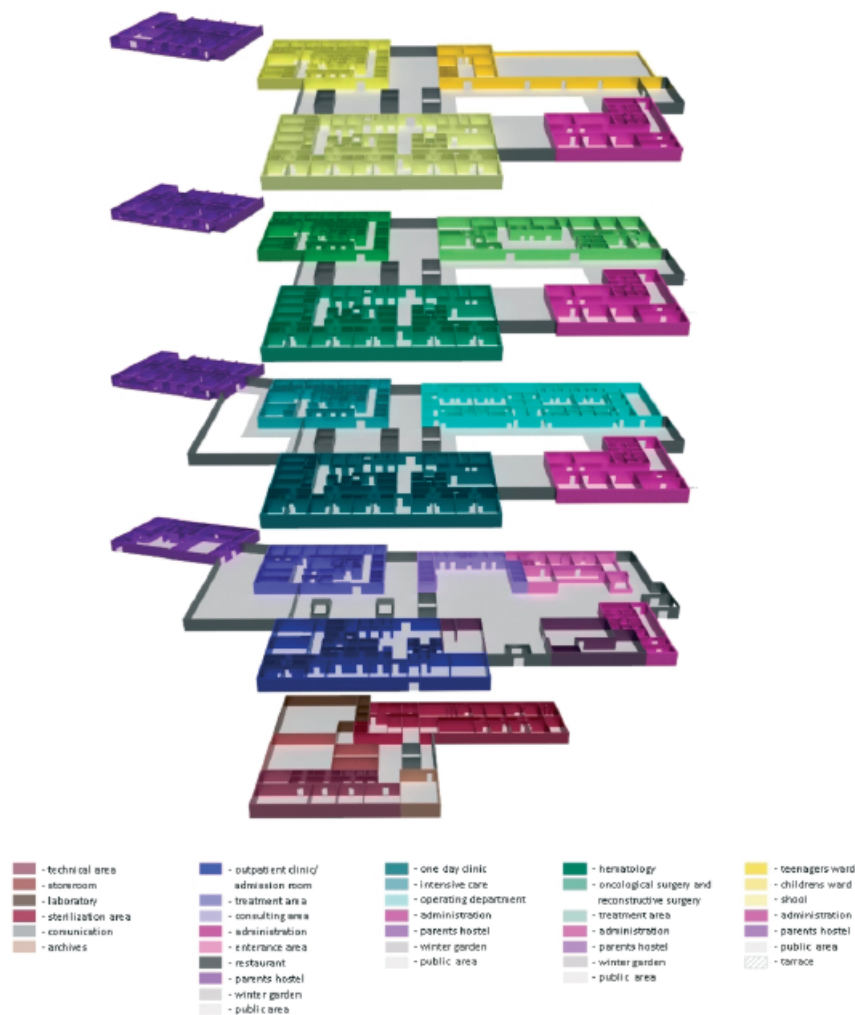 - technical area
- storeroom
- laboratory
- sterilization area
- comunication
- archives
- outpatient clinic/
admission room
- treatment area
- consulting area
- administration
- enterance area
- restaurant
- parents hostel
- winter garden
- public area
- one day clinic
- intensive care
- operating department
- administration
- parents hostel
- winter garden
- public area
- hematology
- oncological surgery and
reconstructive surgery
- treatment area
- administration
- parents hostel
- winter garden
- public area
- teenagers ward
- childrens ward
- shool
- administration
- parents hostel
- public area
- tarrace